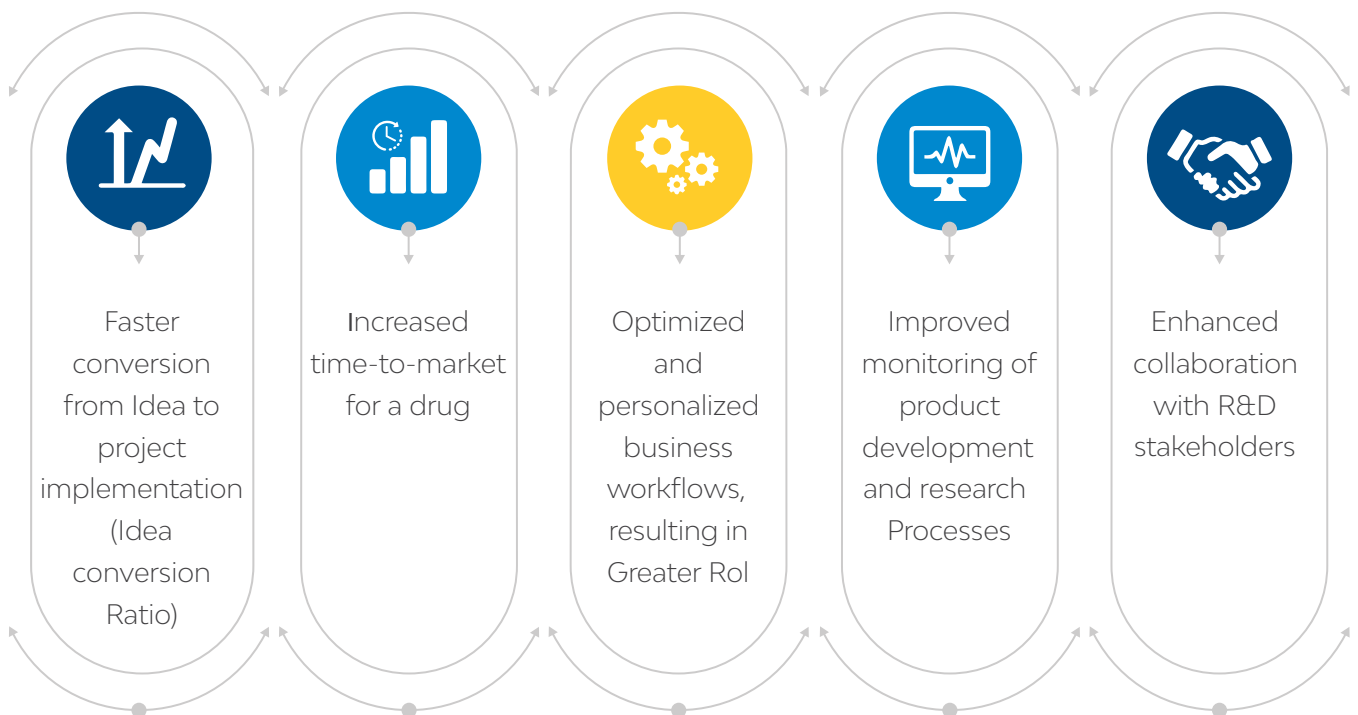 Faster
conversion
from Idea to
project
implementation
(Idea
conversion
Ratio)
Increased
time-to-market
for a drug
Optimized
and
personalized
business
workflows,
resulting in
Greater RoI
Improved
monitoring of
product
development
and research
Processes
Enhanced
collaboration
with R&D
stakeholders